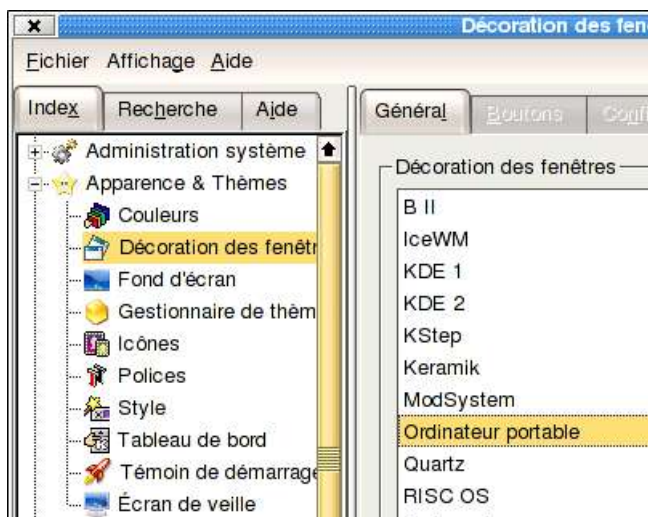 Décoration des fen
Fichier Affichage Aide
Index Recherche Aide
Administration système
Apparence & Thèmes
Couleurs
Décoration des fenêtr
Fond d'écran
Gestionnaire de thèm
Icônes
Polices
Style
Tableau de bord
Témoin de démarrage
Écran de veille
Général Boutons Confi
Décoration des fenêtres
B II
IceWM
KDE 1
KDE 2
KStep
Keramik
ModSystem
Ordinateur portable
Quartz
RISC OS